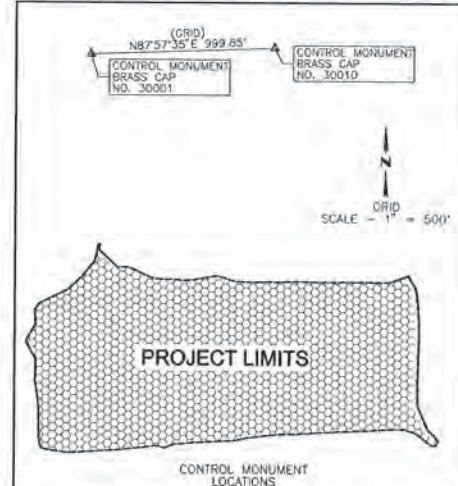 (GRID)
N87°57'35"E 999.85'
CONTROL MONUMENT
BRASS CAP
NO. 30001
CONTROL MONUMENT
BRASS CAP
NO. 30010
N
GRID
SCALE - 1" = 500'
PROJECT LIMITS
CONTROL MONUMENT
LOCATIONS